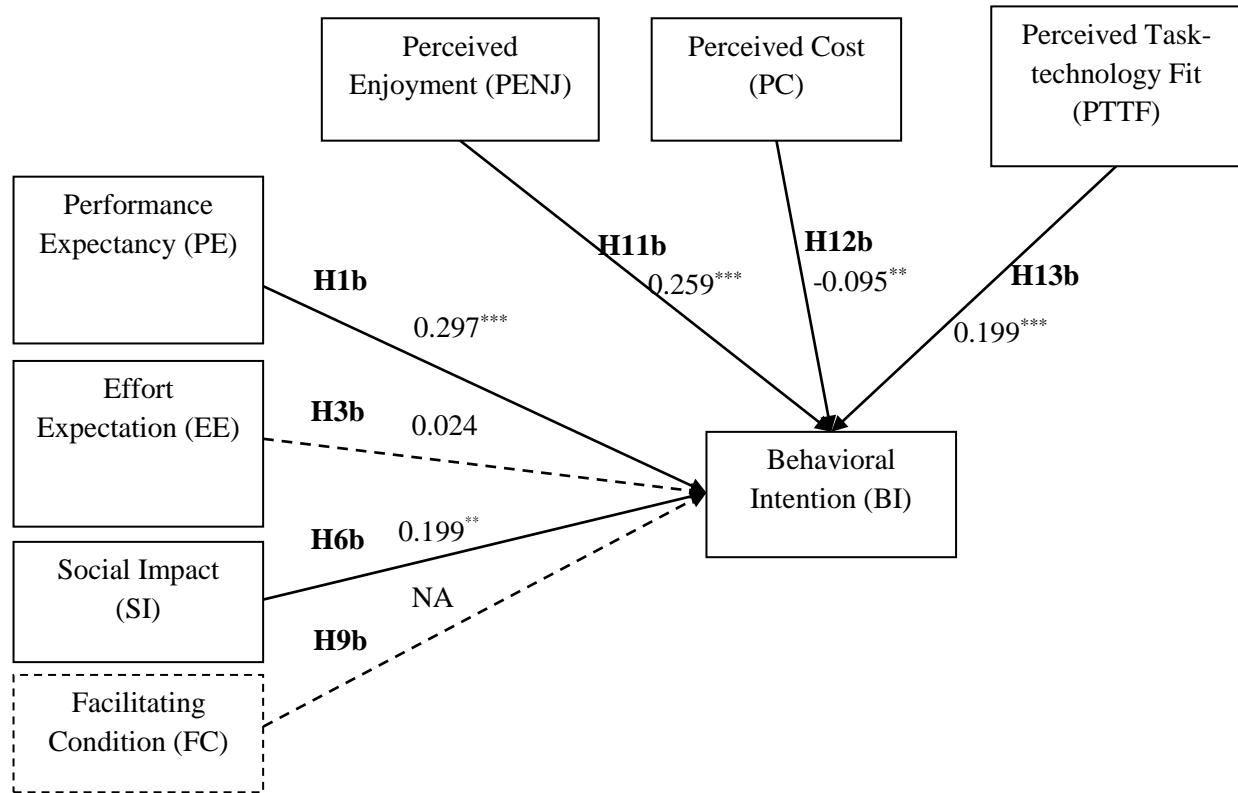 Perceived
Enjoyment (PENJ)
Perceived Cost
(PC)
Perceived Task-
technology Fit
(PTTF)
Performance
Expectancy (PE)
H11b
0.259***
H12b
-0.095**
H13b
0.199***
H1b
0.297***
Effort
Expectation (EE)
H3b
0.024
Behavioral
Intention (BI)
H6b
0.199**
Social Impact
(SI)
NA
H9b
Facilitating
Condition (FC)